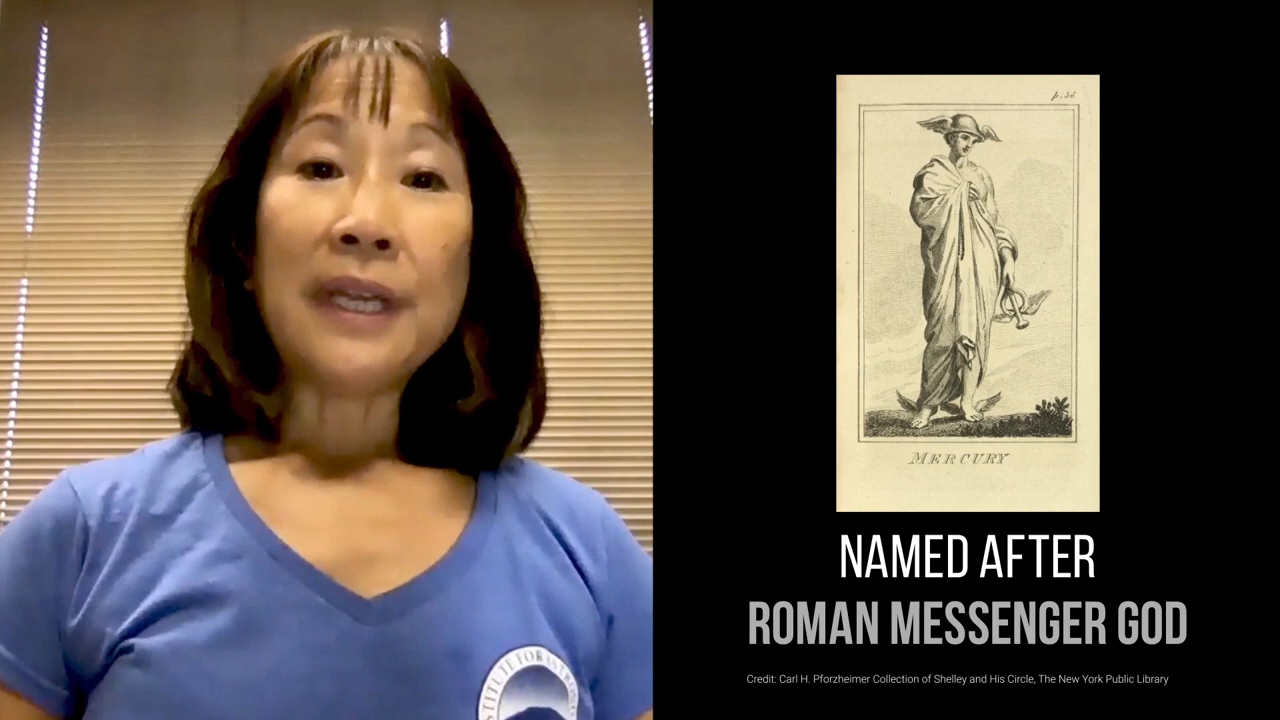 p. 56
MERCURY
NAMED AFTER
ROMAN MESSENGER GOD
Credit: Carl H. Pforzheimer Collection of Shelley and His Circle, The New York Public Library